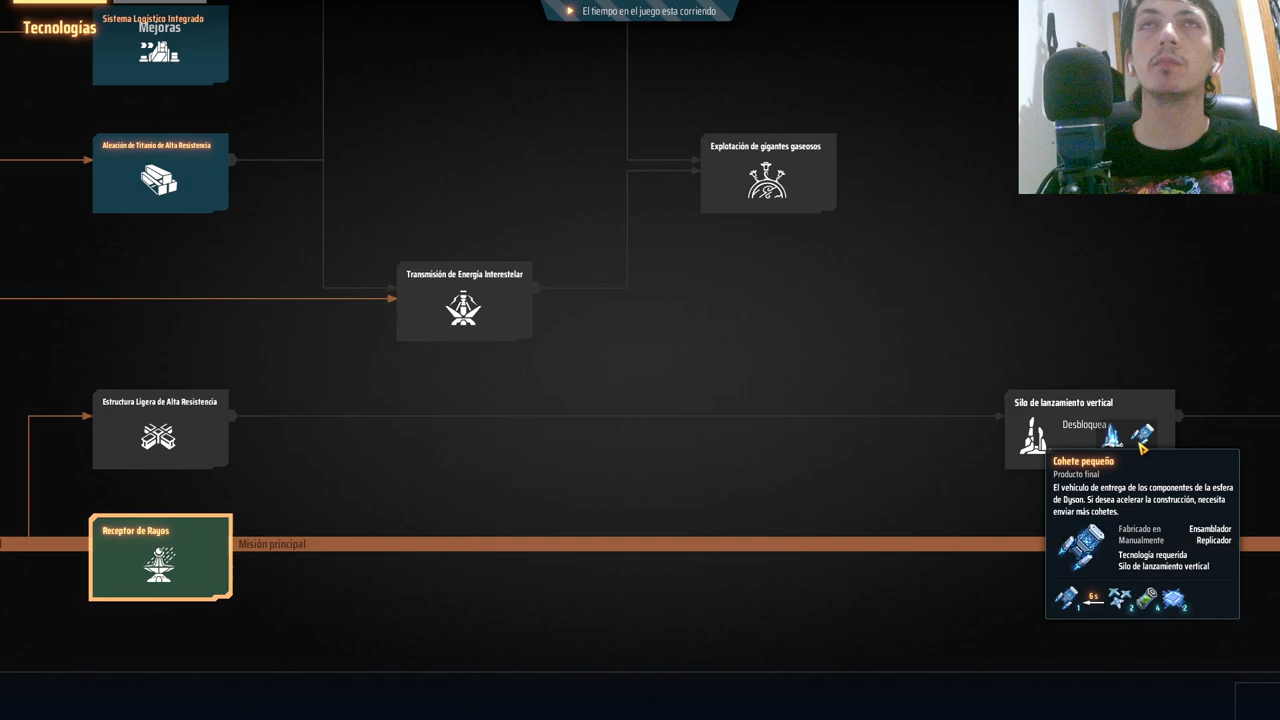 Sistema Logístico Integrado
Tecnologías
Mejoras
El tiempo en el juego esta corriendo
Aleación de Titanio de Alta Resistencia
Explotación de gigantes gaseosos
Transmisión de Energía Interestelar
Estructura Ligera de Alta Resistencia
Silo de lanzamiento vertical
Desbloquea
Cohete pequeño
Producto final
El vehículo de entrega de los componentes de la esfera
de Dyson. Si desea acelerar la construcción, necesita
enviar más cohetes.
Fabricado en Ensamblador
Manualmente Replicador
Tecnología requerida
Silo de lanzamiento vertical
1 6 s 2 4 2
Receptor de Rayos
Misión principal